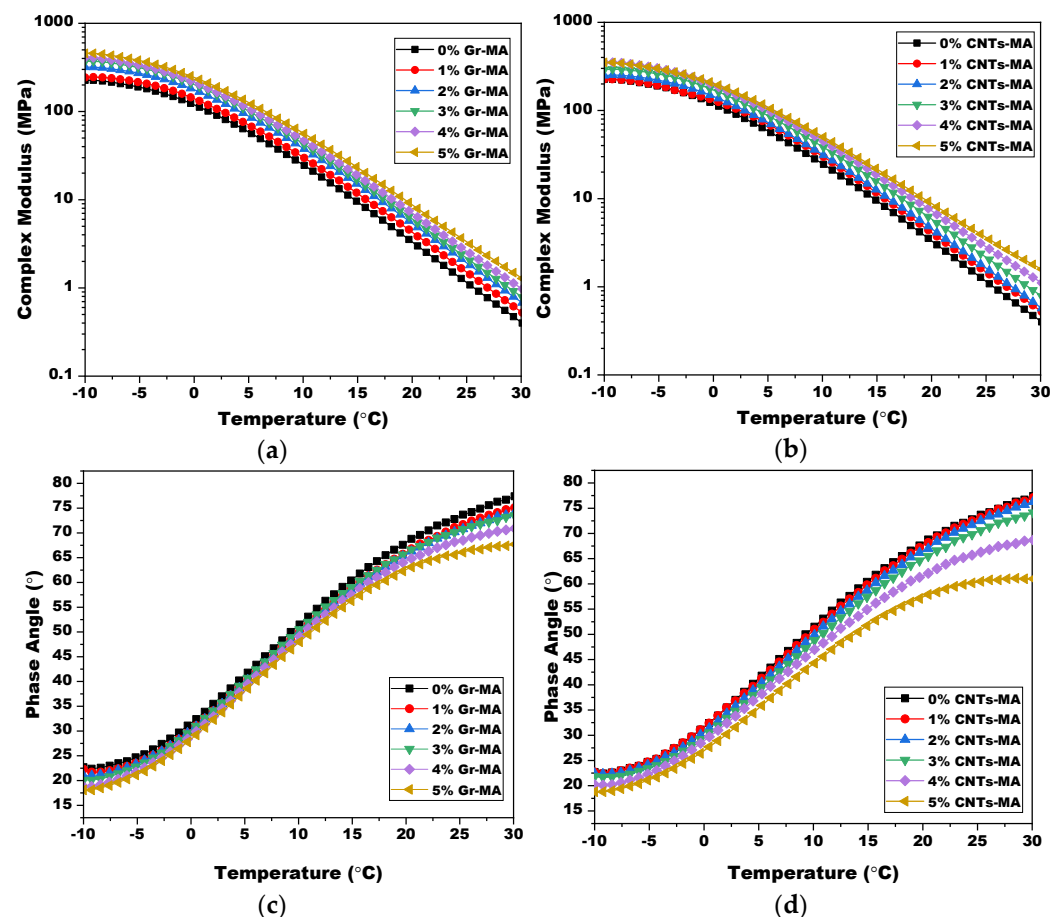 1000
100
10
1
0.1
Complex Modulus (MPa)
0% Gr-MA
1% Gr-MA
2% Gr-MA
3% Gr-MA
4% Gr-MA
5% Gr-MA
-10 -5 0 5 10 15 20 25 30
Temperature (°C)
(a)
1000
100
10
1
0.1
Complex Modulus (MPa)
0% CNTs-MA
1% CNTs-MA
2% CNTs-MA
3% CNTs-MA
4% CNTs-MA
5% CNTs-MA
-10 -5 0 5 10 15 20 25 30
Temperature (°C)
(b)
80
75
70
65
60
55
50
45
40
35
30
25
20
15
Phase Angle (°)
0% Gr-MA
1% Gr-MA
2% Gr-MA
3% Gr-MA
4% Gr-MA
5% Gr-MA
-10 -5 0 5 10 15 20 25 30
Temperature (°C)
(c)
80
75
70
65
60
55
50
45
40
35
30
25
20
15
Phase Angle (°)
0% CNTs-MA
1% CNTs-MA
2% CNTs-MA
3% CNTs-MA
4% CNTs-MA
5% CNTs-MA
-10 -5 0 5 10 15 20 25 30
Temperature (°C)
(d)